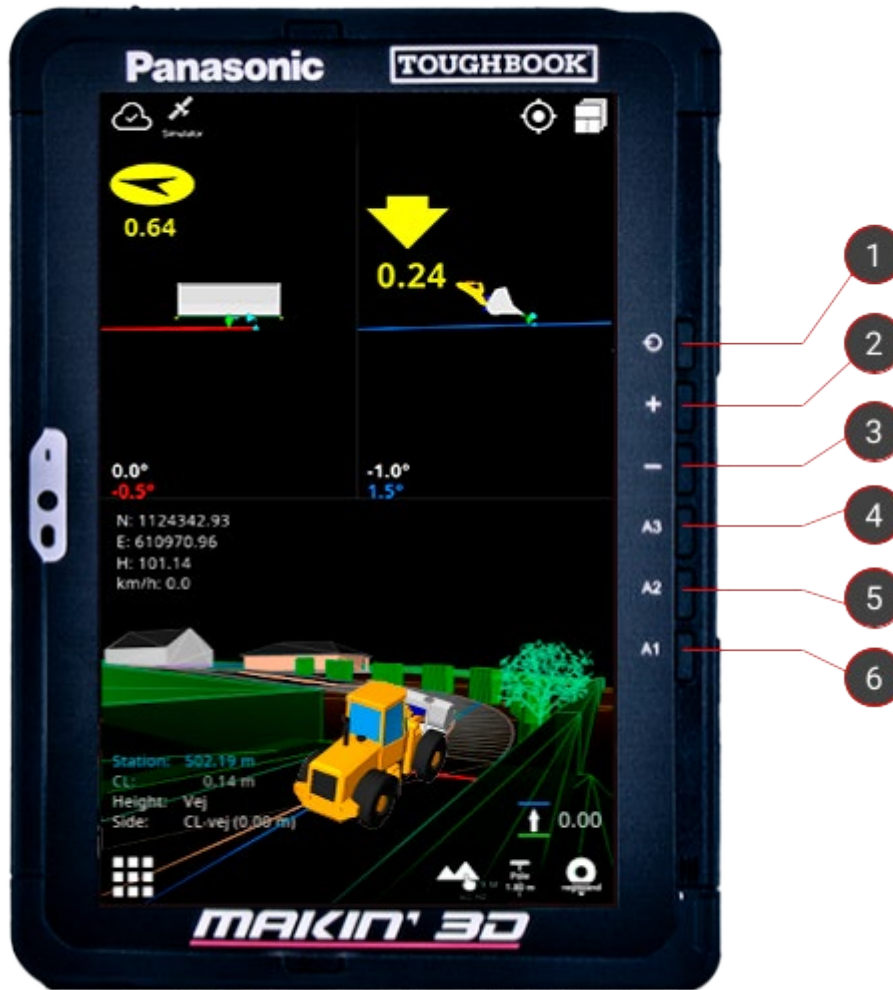 Panasonic TOUGHBOOK
Simulator
0.64
0.24
1
2
3
4
5
6
+
−
A3
A2
A1
0.0°
-0.5°
-1.0°
1.5°
N: 1124342.93
E: 610970.96
H: 101.14
km/h: 0.0
Station: 502.19 m
CL: 0.14 m
Height: Vej
Side: CL-vej (0.00 m)
0.00
Pole
1.80 m
MAKIN' 3D